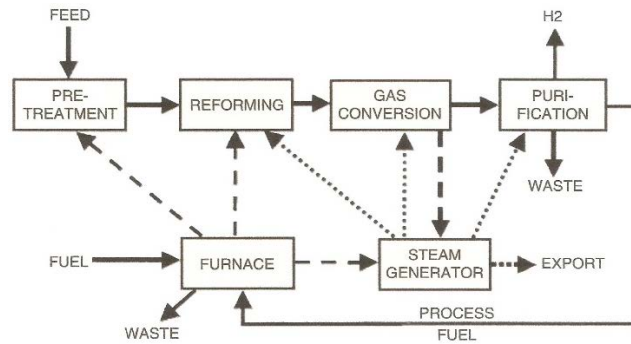 FEED
H2
PRE-
TREATMENT
REFORMING
GAS
CONVERSION
PURI-
FICATION
WASTE
FUEL
FURNACE
STEAM
GENERATOR
EXPORT
WASTE
PROCESS
FUEL